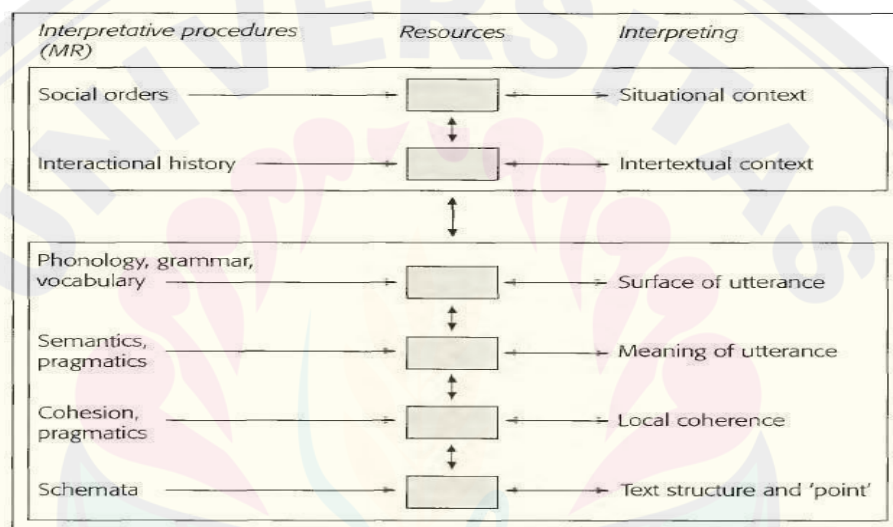 Interpretative procedures Resources Interpreting
(MR)
Social orders Situational context
Interactional history Intertextual context
Phonology, grammar,
vocabulary Surface of utterance
Semantics,
pragmatics Meaning of utterance
Cohesion,
pragmatics Local coherence
Schemata Text structure and 'point'
UNIVERSITAS